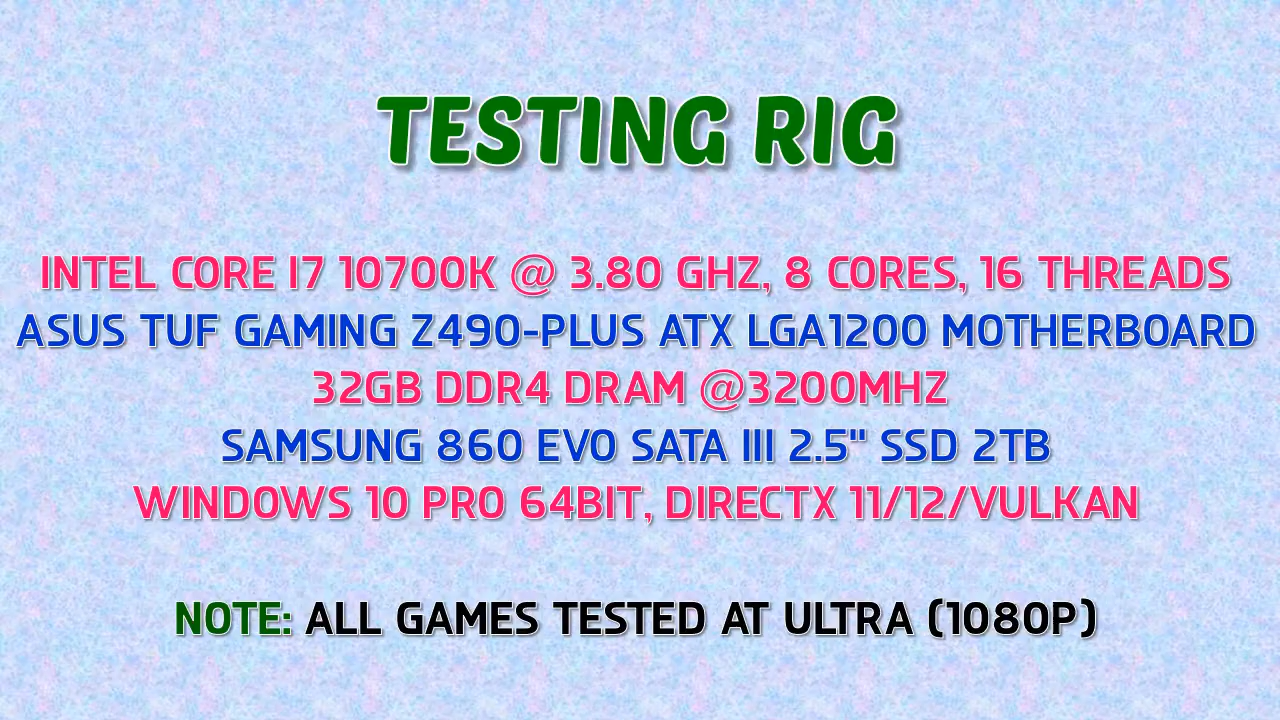 TESTING RIG
INTEL CORE I7 10700K @ 3.80 GHZ, 8 CORES, 16 THREADS
ASUS TUF GAMING Z490-PLUS ATX LGA1200 MOTHERBOARD
32GB DDR4 DRAM @3200MHZ
SAMSUNG 860 EVO SATA III 2.5" SSD 2TB
WINDOWS 10 PRO 64BIT, DIRECTX 11/12/VULKAN
NOTE: ALL GAMES TESTED AT ULTRA (1080P)